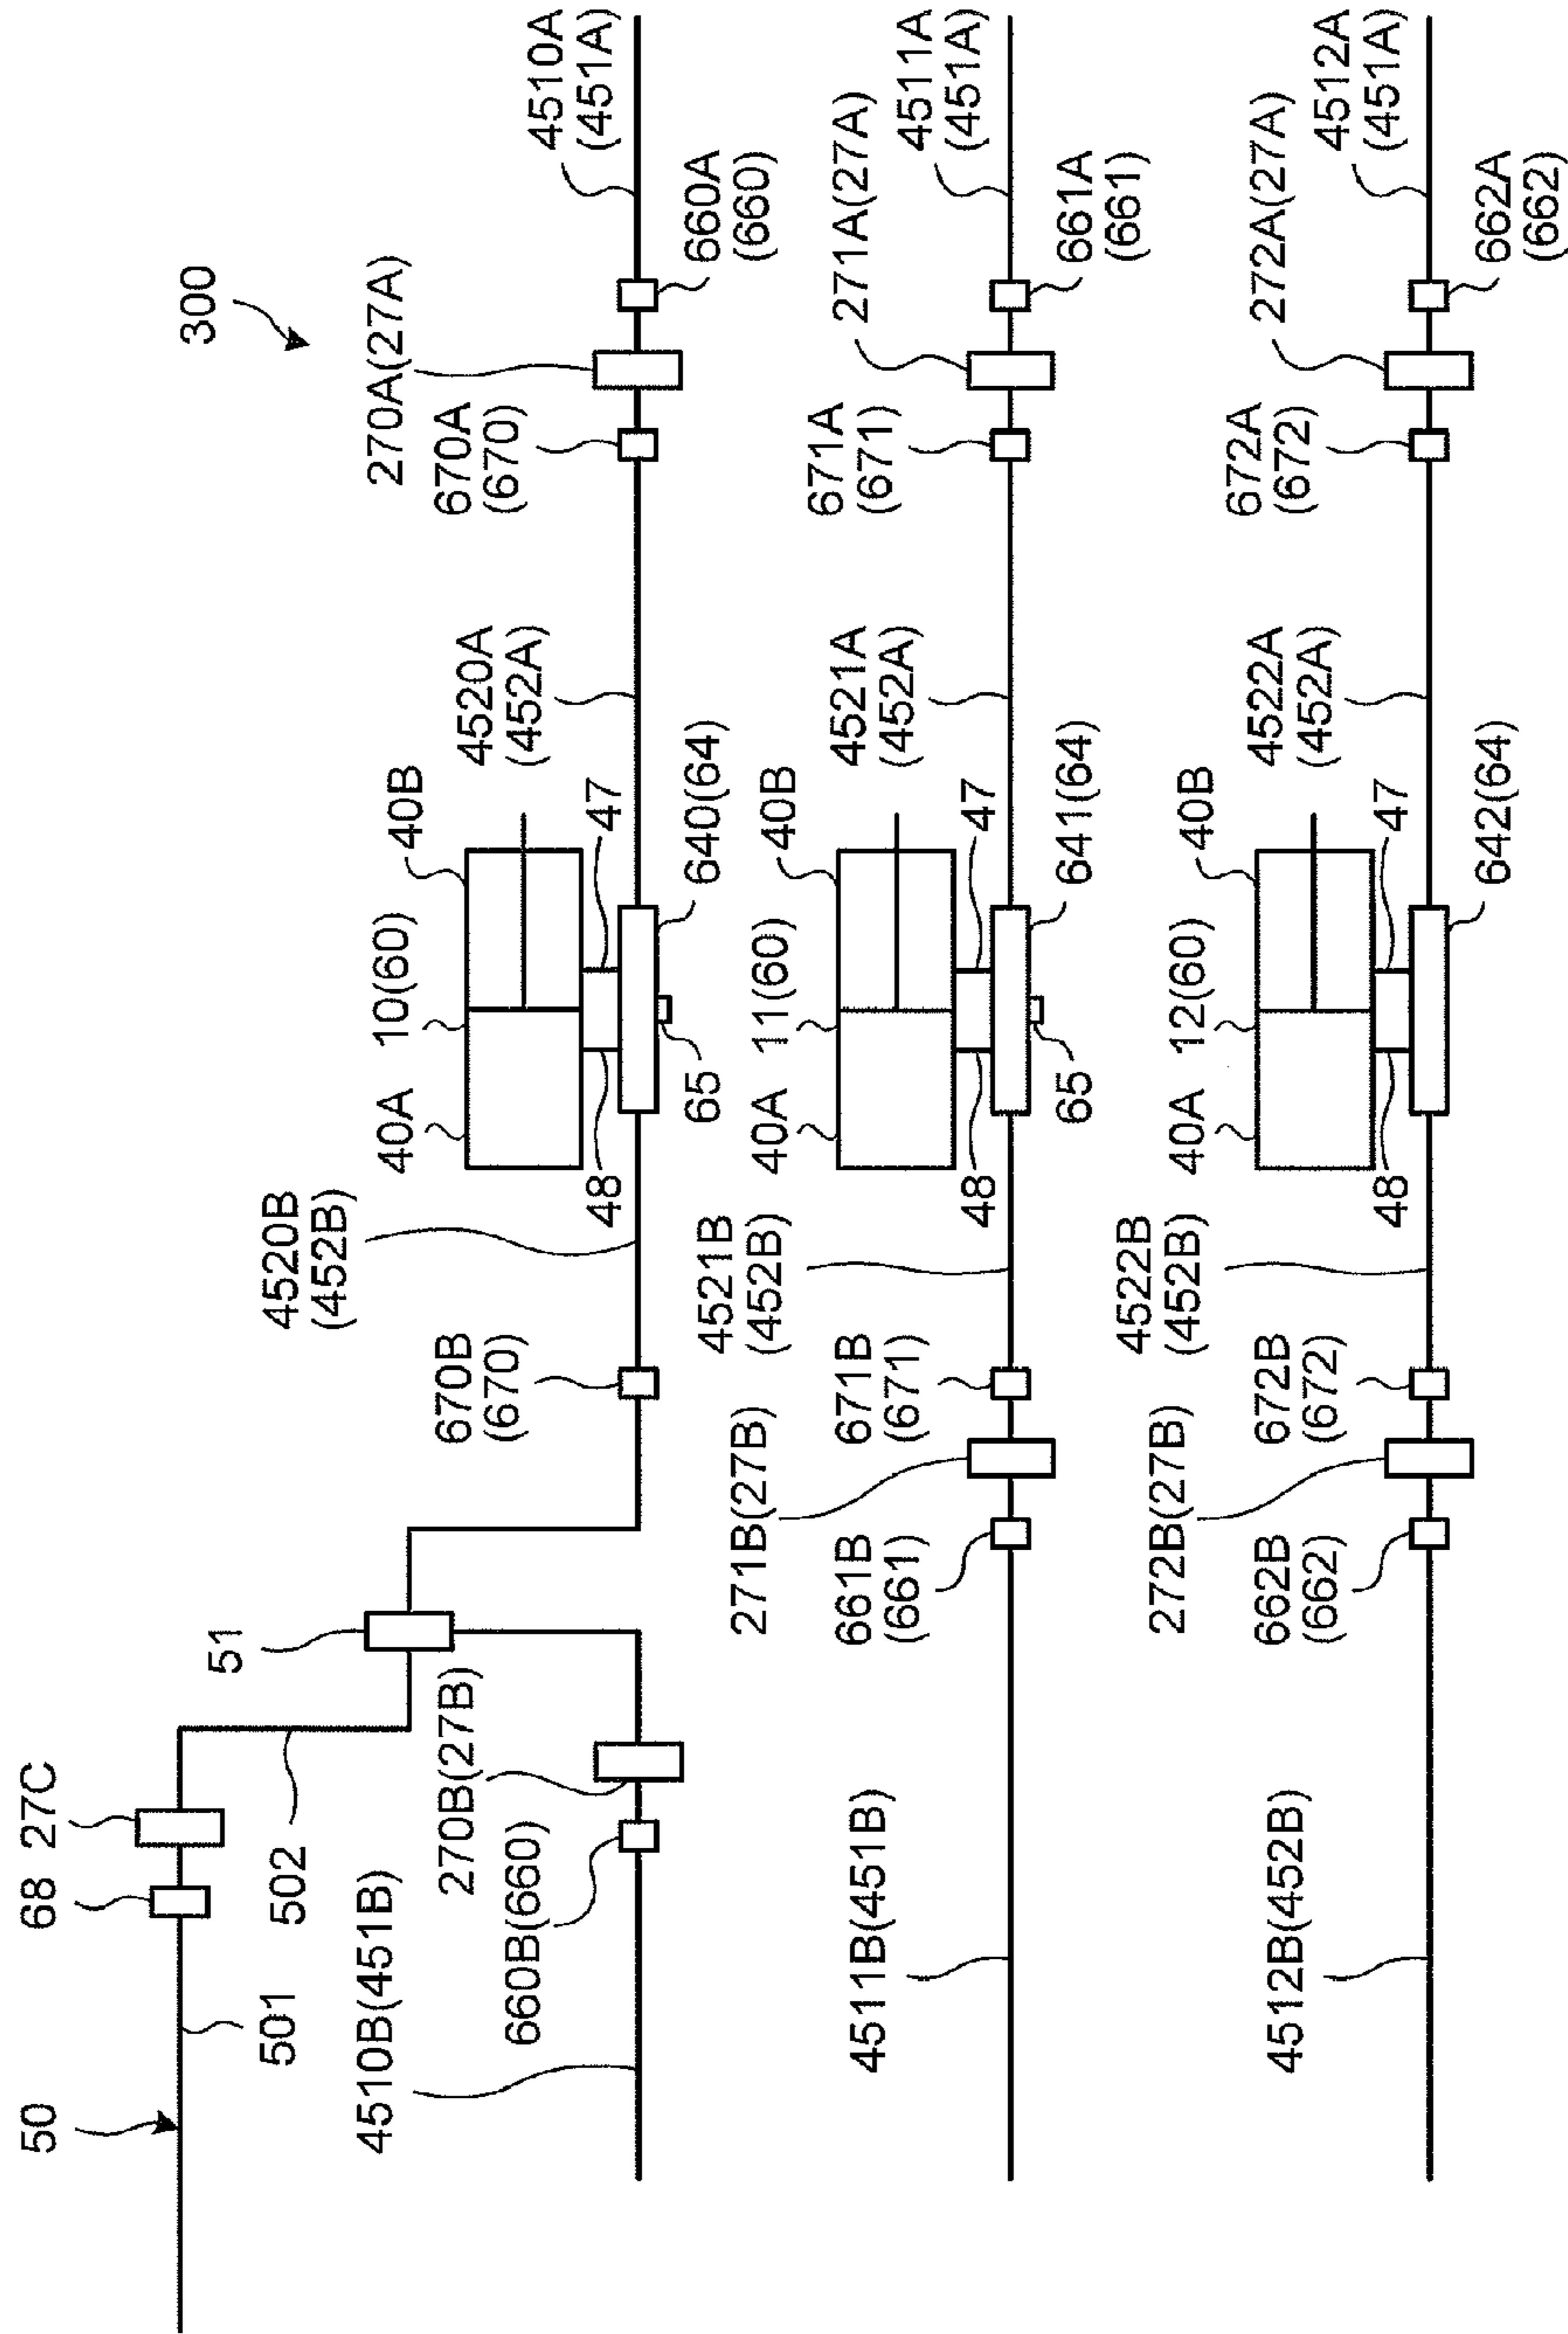 300
50
68
27C
501
502
51
4510B(451B)
660B(660)
270B(27B)
670B
(670)
4520B
(452B)
40A
10(60)
40B
48
47
65
640(64)
4520A
(452A)
670A
(670)
270A(27A)
660A
(660)
4510A
(451A)
4511B(451B)
661B
(661)
271B(27B)
671B
(671)
4521B
(452B)
40A
11(60)
40B
48
47
65
641(64)
4521A
(452A)
671A
(671)
271A(27A)
661A
(661)
4511A
(451A)
4512B(452B)
662B
(662)
272B(27B)
672B
(672)
4522B
(452B)
40A
12(60)
40B
48
47
642(64)
4522A
(452A)
672A
(672)
272A(27A)
662A
(662)
4512A
(451A)